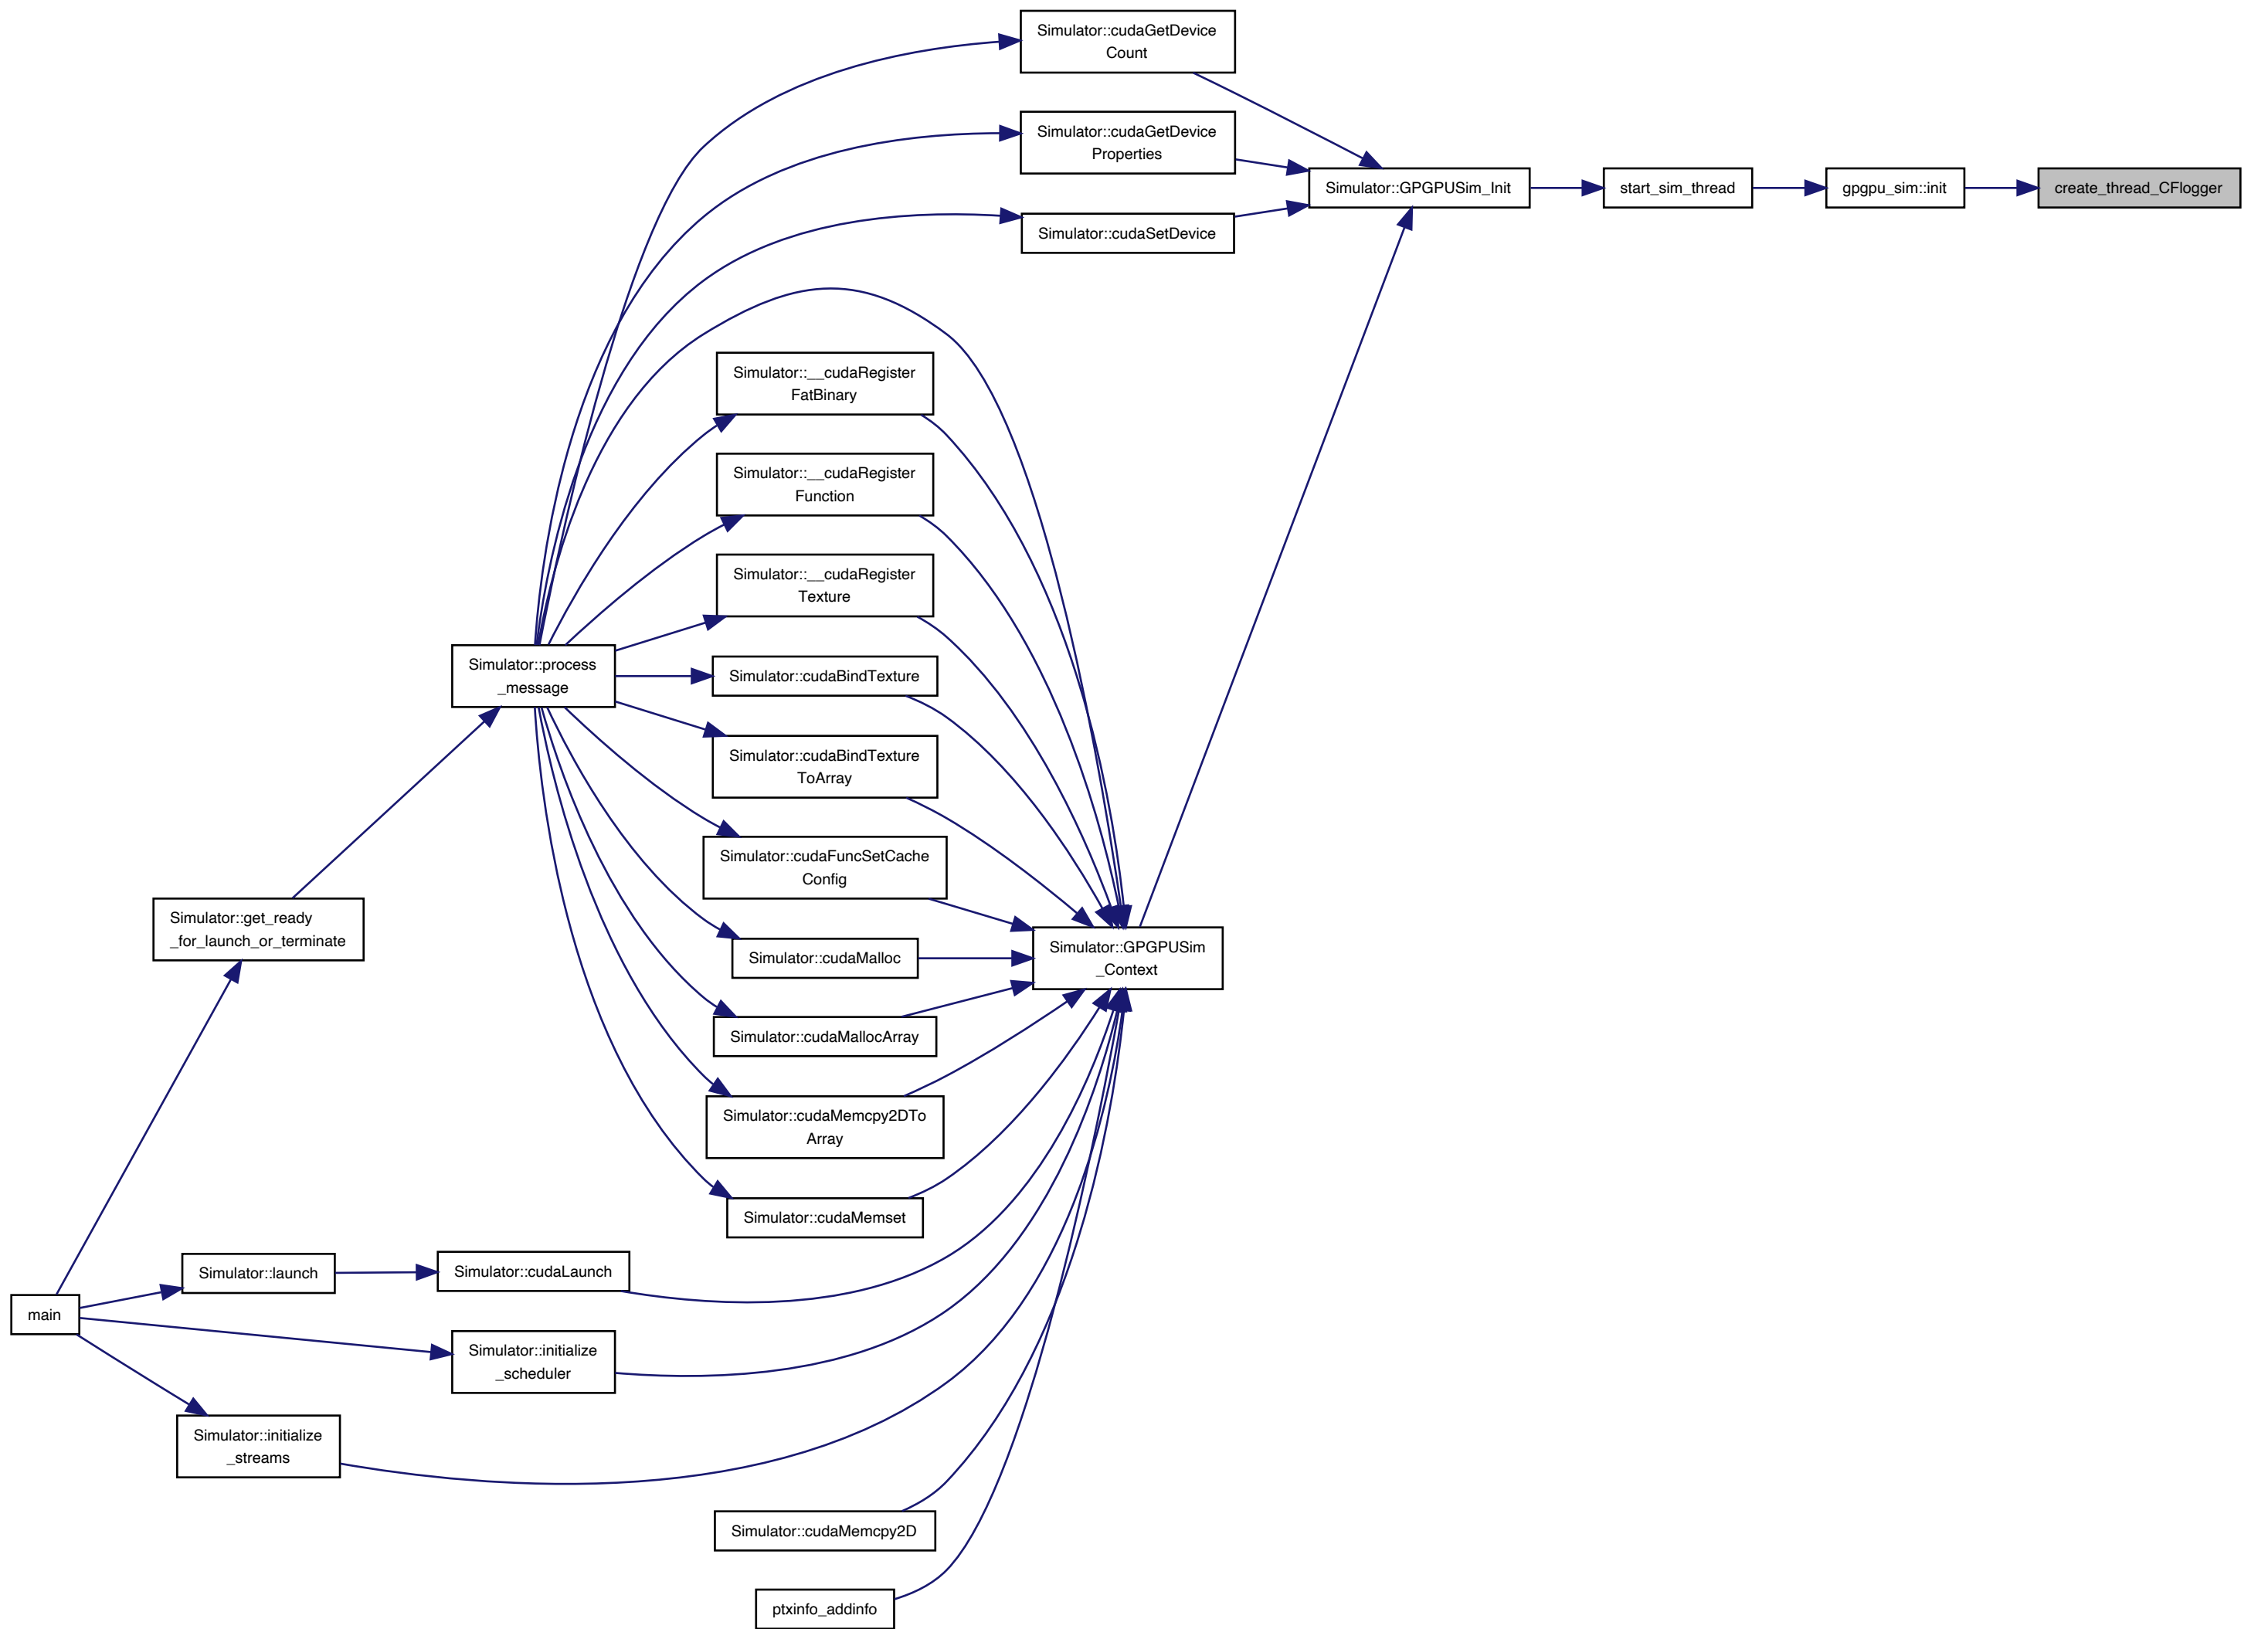 Simulator::cudaGetDevice
Count
Simulator::cudaGetDevice
Properties
Simulator::GPGPUSim_Init
start_sim_thread
gpgpu_sim::init
create_thread_CFlogger
Simulator::cudaSetDevice
Simulator::__cudaRegister
FatBinary
Simulator::__cudaRegister
Function
Simulator::__cudaRegister
Texture
Simulator::process
_message
Simulator::cudaBindTexture
Simulator::cudaBindTexture
ToArray
Simulator::cudaFuncSetCache
Config
Simulator::get_ready
_for_launch_or_terminate
Simulator::cudaMalloc
Simulator::GPGPUSim
_Context
Simulator::cudaMallocArray
Simulator::cudaMemcpy2DTo
Array
Simulator::cudaMemset
Simulator::launch
Simulator::cudaLaunch
main
Simulator::initialize
_scheduler
Simulator::initialize
_streams
Simulator::cudaMemcpy2D
ptxinfo_addinfo